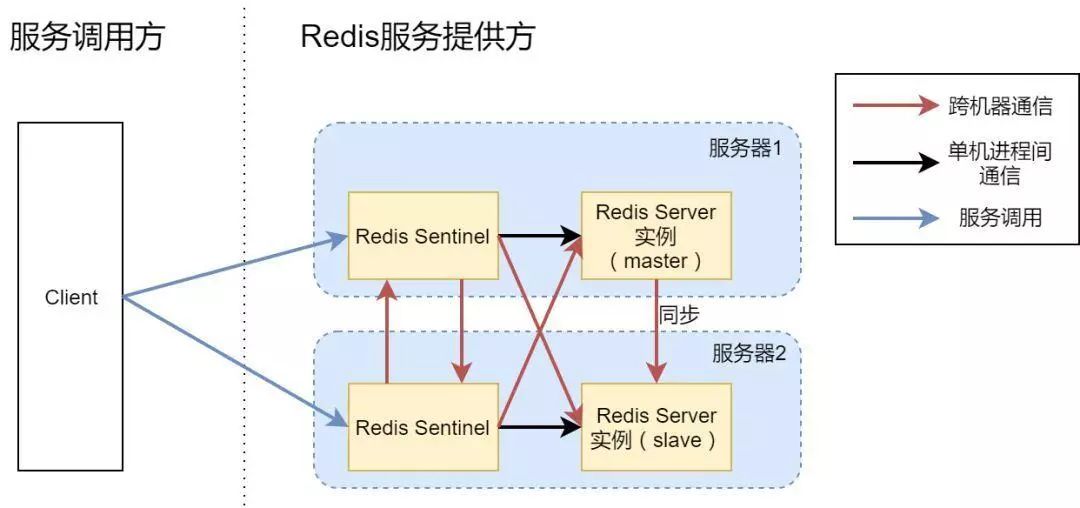 服务调用方
Redis服务提供方
跨机器通信
单机进程间
通信
服务调用
服务器1
Redis Sentinel
Redis Server
实例
（master）
Client
同步
服务器2
Redis Sentinel
Redis Server
实例（slave）